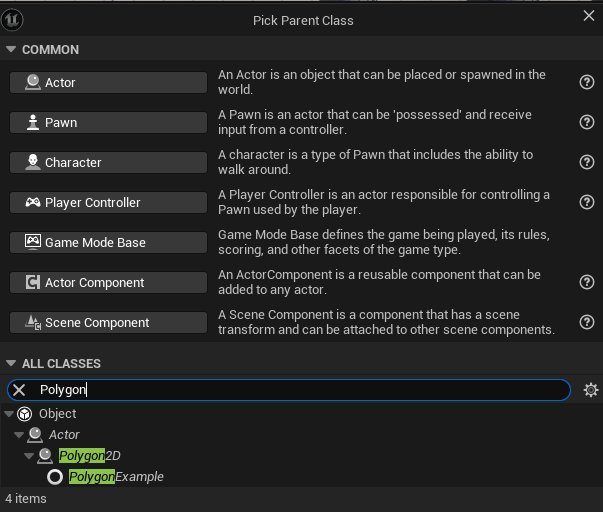 Pick Parent Class
COMMON
Actor
An Actor is an object that can be placed or spawned in the
world.
Pawn
A Pawn is an actor that can be 'possessed' and receive
input from a controller.
Character
A character is a type of Pawn that includes the ability to
walk around.
Player Controller
A Player Controller is an actor responsible for controlling a
Pawn used by the player.
Game Mode Base
Game Mode Base defines the game being played, its rules,
scoring, and other facets of the game type.
Actor Component
An ActorComponent is a reusable component that can be
added to any actor.
Scene Component
A Scene Component is a component that has a scene
transform and can be attached to other scene components.
ALL CLASSES
Polygon
Object
Actor
Polygon2D
PolygonExample
4 items